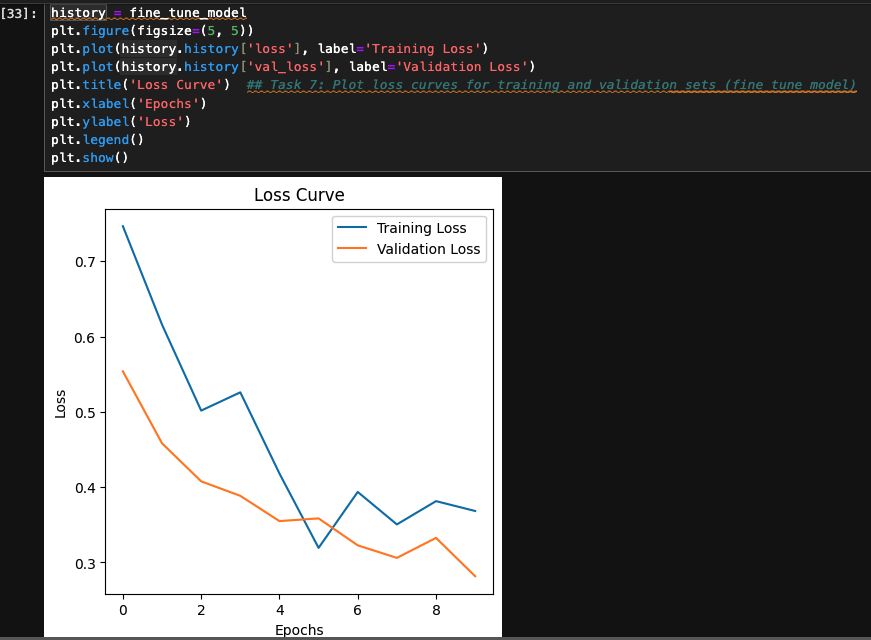 [33]: history = fine_tune_model
plt.figure(figsize=(5, 5))
plt.plot(history.history['loss'], label='Training Loss')
plt.plot(history.history['val_loss'], label='Validation Loss')
plt.title('Loss Curve')  ## Task 7: Plot loss curves for training and validation sets (fine tune model)
plt.xlabel('Epochs')
plt.ylabel('Loss')
plt.legend()
plt.show()
Loss Curve
Training Loss
Validation Loss
0.7
0.6
0.5
0.4
0.3
Loss
0 2 4 6 8
Epochs